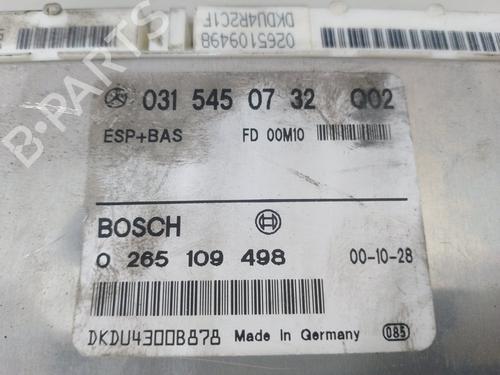 DKDU4R2C1F
0265109498
031 545 07 32 Q02
ESP+BAS FD 00M10
BOSCH
0 265 109 498 00-10-28
DKDU4300B878 Made in Germany 085
B-Parts